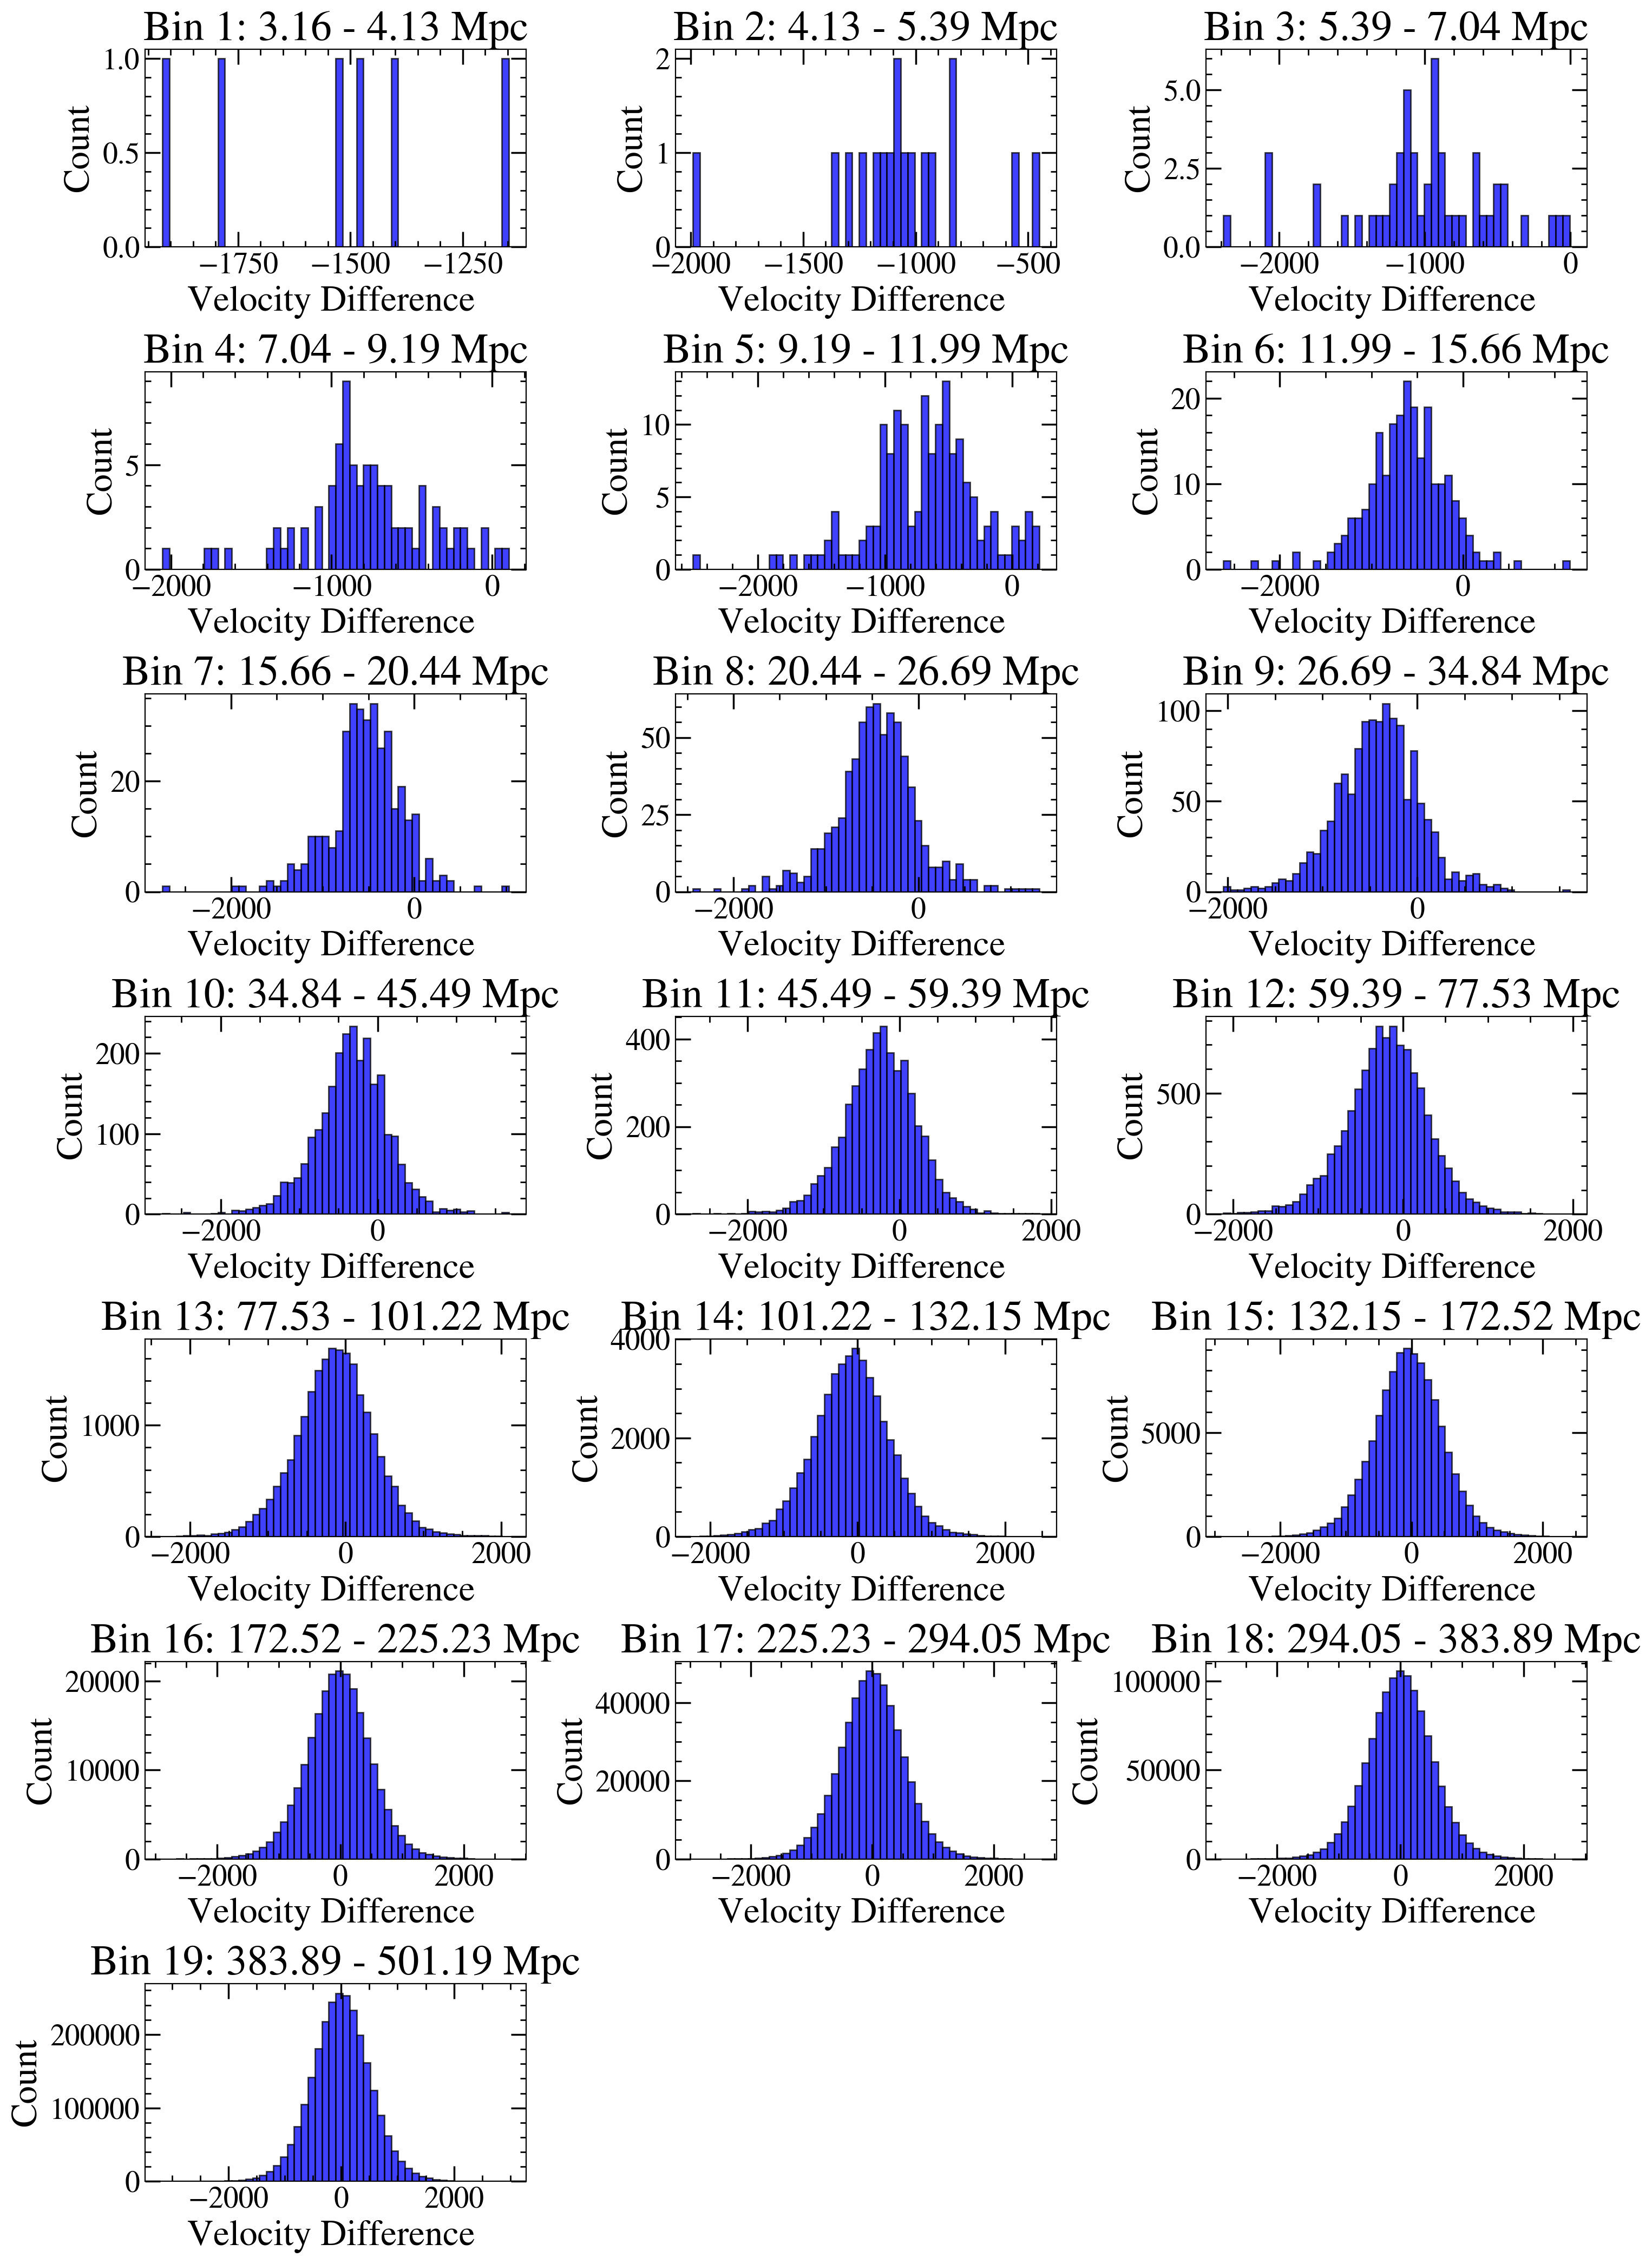 Bin 1: 3.16 - 4.13 Mpc
Count
1.0
0.5
0.0
−1750 −1500 −1250
Velocity Difference
Bin 2: 4.13 - 5.39 Mpc
Count
2
1
0
−2000 −1500 −1000 −500
Velocity Difference
Bin 3: 5.39 - 7.04 Mpc
Count
5.0
2.5
0.0
−2000 −1000 0
Velocity Difference
Bin 4: 7.04 - 9.19 Mpc
Count
5
0
−2000 −1000 0
Velocity Difference
Bin 5: 9.19 - 11.99 Mpc
Count
10
5
0
−2000 −1000 0
Velocity Difference
Bin 6: 11.99 - 15.66 Mpc
Count
20
10
0
−2000 0
Velocity Difference
Bin 7: 15.66 - 20.44 Mpc
Count
20
0
−2000 0
Velocity Difference
Bin 8: 20.44 - 26.69 Mpc
Count
50
25
0
−2000 0
Velocity Difference
Bin 9: 26.69 - 34.84 Mpc
Count
100
50
0
−2000 0
Velocity Difference
Bin 10: 34.84 - 45.49 Mpc
Count
200
100
0
−2000 0
Velocity Difference
Bin 11: 45.49 - 59.39 Mpc
Count
400
200
0
−2000 0 2000
Velocity Difference
Bin 12: 59.39 - 77.53 Mpc
Count
500
0
−2000 0 2000
Velocity Difference
Bin 13: 77.53 - 101.22 Mpc
Count
1000
0
−2000 0 2000
Velocity Difference
Bin 14: 101.22 - 132.15 Mpc
Count
4000
2000
0
−2000 0 2000
Velocity Difference
Bin 15: 132.15 - 172.52 Mpc
Count
5000
0
−2000 0 2000
Velocity Difference
Bin 16: 172.52 - 225.23 Mpc
Count
20000
10000
0
−2000 0 2000
Velocity Difference
Bin 17: 225.23 - 294.05 Mpc
Count
40000
20000
0
−2000 0 2000
Velocity Difference
Bin 18: 294.05 - 383.89 Mpc
Count
100000
50000
0
−2000 0 2000
Velocity Difference
Bin 19: 383.89 - 501.19 Mpc
Count
200000
100000
0
−2000 0 2000
Velocity Difference